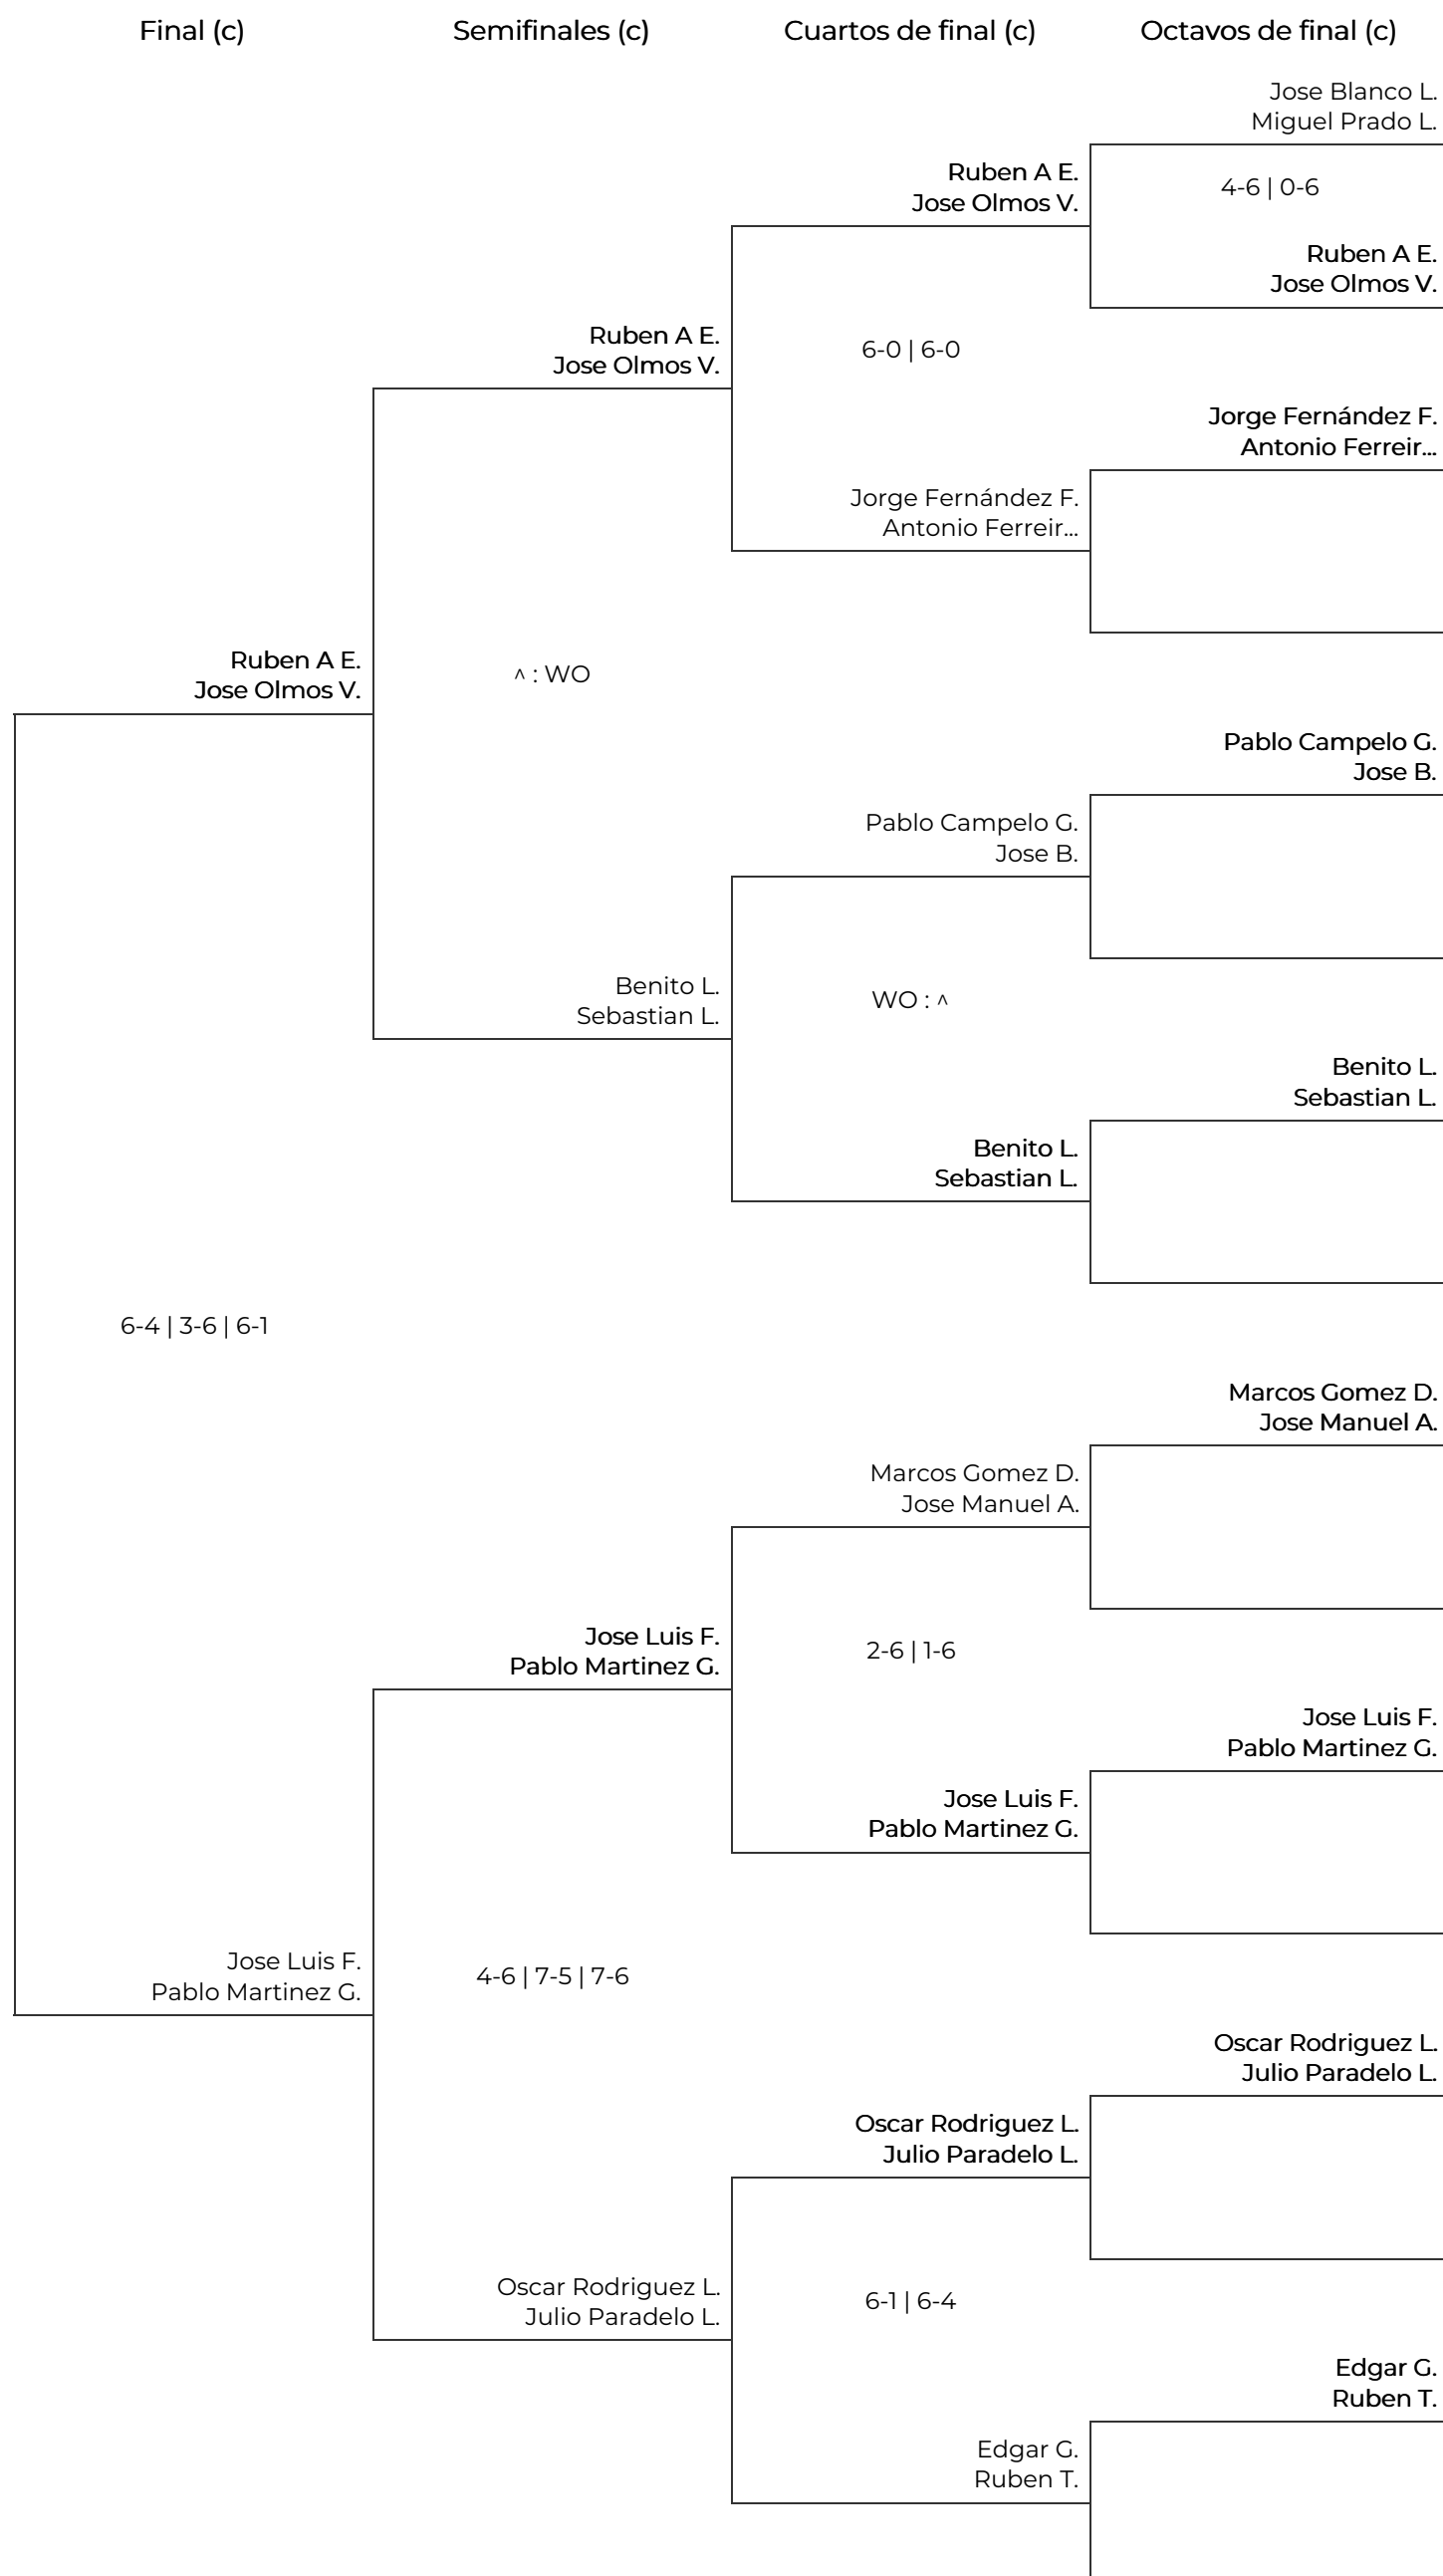 Final (c)
Semifinales (c)
Cuartos de final (c)
Octavos de final (c)
Jose Blanco L.
Miguel Prado L.
4-6 | 0-6
Ruben A E.
Jose Olmos V.
Ruben A E.
Jose Olmos V.
6-0 | 6-0
Jorge Fernández F.
Antonio Ferreir...
Jorge Fernández F.
Antonio Ferreir...
Ruben A E.
Jose Olmos V.
^ : WO
Ruben A E.
Jose Olmos V.
Pablo Campelo G.
Jose B.
Pablo Campelo G.
Jose B.
WO : ^
Benito L.
Sebastian L.
Benito L.
Sebastian L.
Benito L.
Sebastian L.
6-4 | 3-6 | 6-1
Marcos Gomez D.
Jose Manuel A.
Marcos Gomez D.
Jose Manuel A.
2-6 | 1-6
Jose Luis F.
Pablo Martinez G.
Jose Luis F.
Pablo Martinez G.
Jose Luis F.
Pablo Martinez G.
4-6 | 7-5 | 7-6
Jose Luis F.
Pablo Martinez G.
Oscar Rodriguez L.
Julio Paradelo L.
Oscar Rodriguez L.
Julio Paradelo L.
6-1 | 6-4
Oscar Rodriguez L.
Julio Paradelo L.
Edgar G.
Ruben T.
Edgar G.
Ruben T.